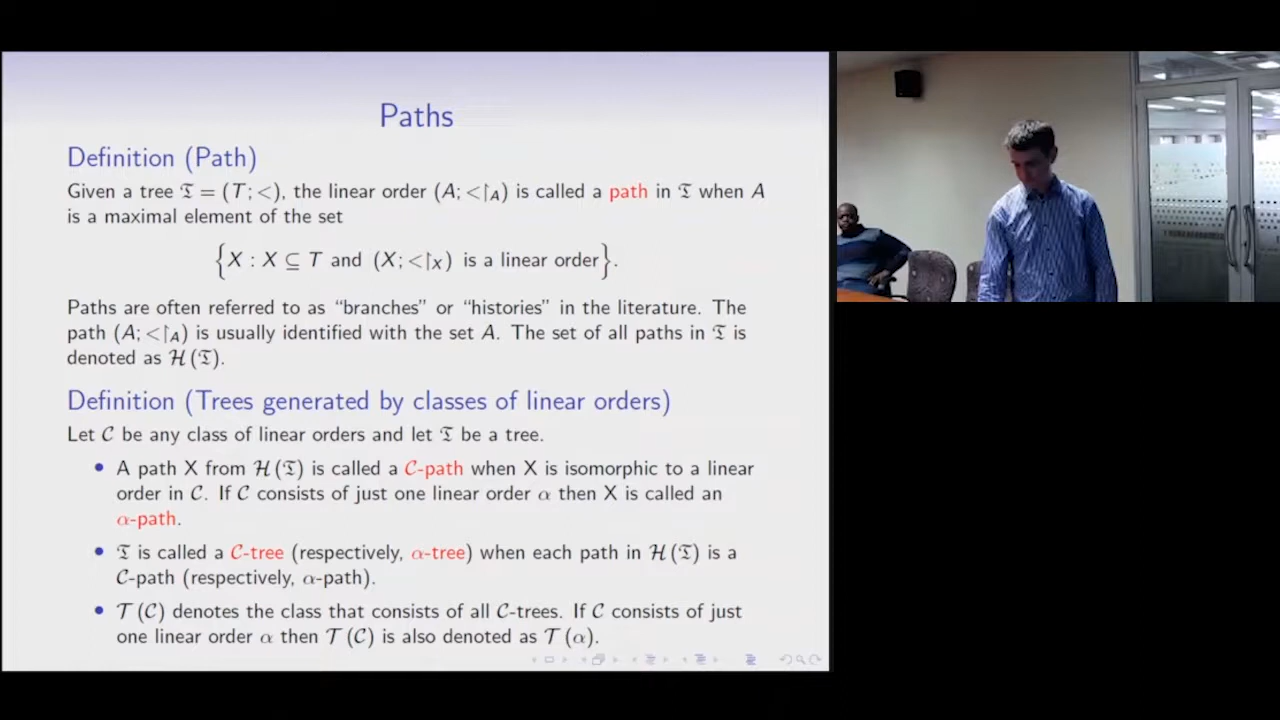 Paths
Definition (Path)
Given a tree 𝔗 = (T; <), the linear order (A; <↾A) is called a path in 𝔗 when A
is a maximal element of the set
{X : X ⊆ T and (X; <↾X) is a linear order}.
Paths are often referred to as “branches” or “histories” in the literature. The
path (A; <↾A) is usually identified with the set A. The set of all paths in 𝔗 is
denoted as ℋ(𝔗).
Definition (Trees generated by classes of linear orders)
Let 𝒞 be any class of linear orders and let 𝔗 be a tree.
• A path X from ℋ(𝔗) is called a 𝒞-path when X is isomorphic to a linear
order in 𝒞. If 𝒞 consists of just one linear order α then X is called an
α-path.
• 𝔗 is called a 𝒞-tree (respectively, α-tree) when each path in ℋ(𝔗) is a
𝒞-path (respectively, α-path).
• 𝒯(𝒞) denotes the class that consists of all 𝒞-trees. If 𝒞 consists of just
one linear order α then 𝒯(𝒞) is also denoted as 𝒯(α).